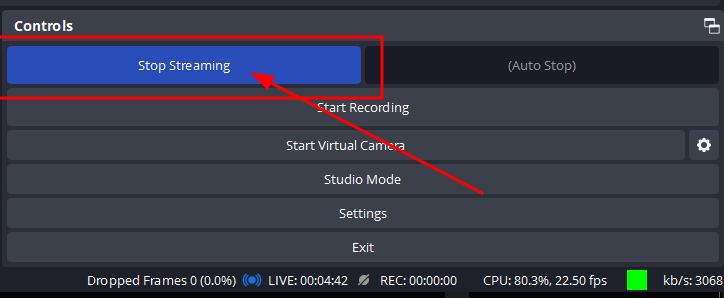 Controls
Stop Streaming (Auto Stop)
Start Recording
Start Virtual Camera
Studio Mode
Settings
Exit
Dropped Frames 0 (0.0%) LIVE: 00:04:42 REC: 00:00:00 CPU: 80.3%, 22.50 fps kb/s: 3068